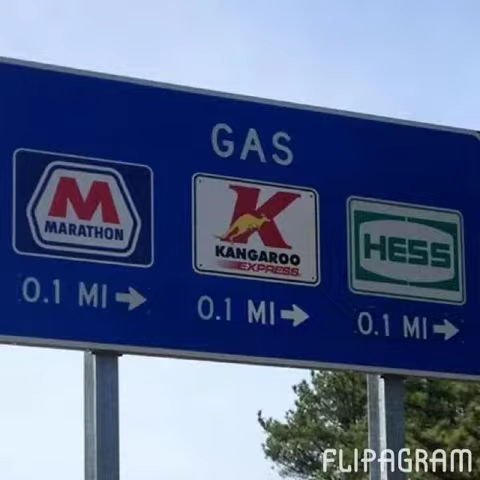 GAS
M
MARATHON
K
KANGAROO
EXPRESS
HESS
0.1 MI
0.1 MI
0.1 MI
FLIPAGRAM